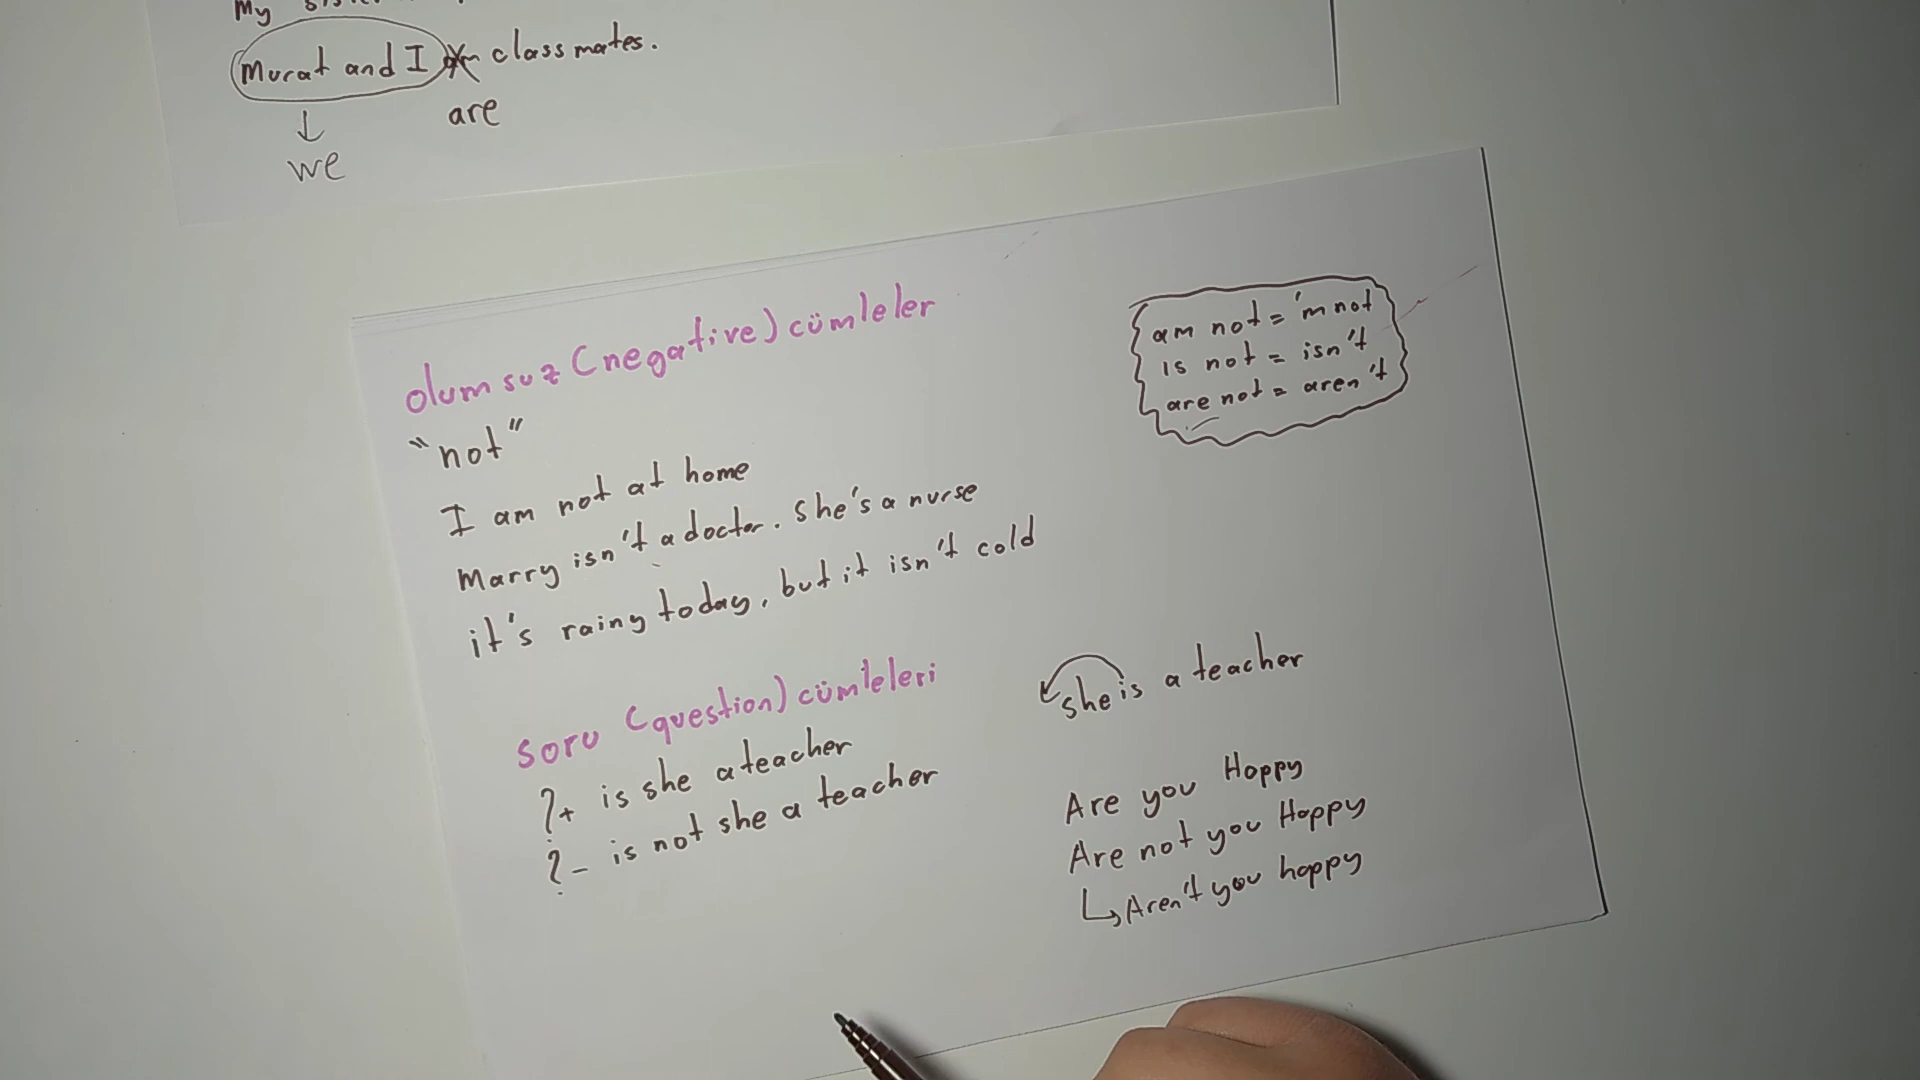 My
Murat and I am classmates.
are
we
olumsuz (negative) cümleler
"not"
I am not at home
Marry isn't a doctor. She's a nurse
it's rainy today, but it isn't cold
am not = 'm not
is not = isn't
are not = aren't
soru (question) cümleleri
?+ is she a teacher
?- is not she a teacher
she is a teacher
Are you Happy
Are not you Happy
Aren't you happy